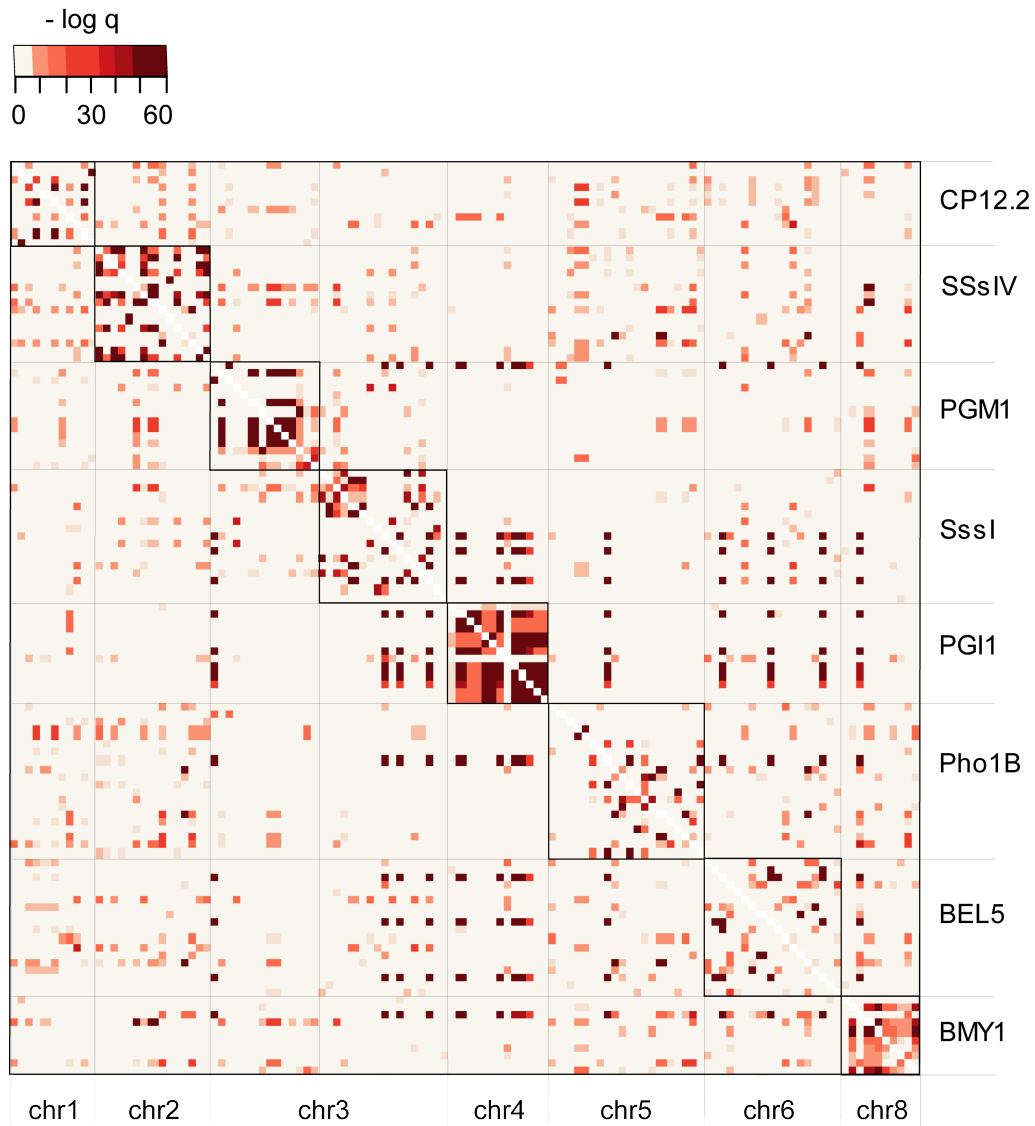 - log q
0 30 60
CP12.2
SSsIV
PGM1
SssI
PGI1
Pho1B
BEL5
BMY1
chr1 chr2 chr3 chr4 chr5 chr6 chr8